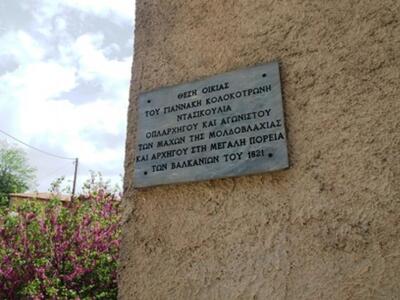 ΘΕΣΗ ΟΙΚΙΑΣ
ΤΟΥ ΓΙΑΝΝΑΚΗ ΚΟΛΟΚΟΤΡΩΝΗ
ΝΤΑΣΙΚΟΥΛΙΑ
ΟΠΛΑΡΧΗΓΟΥ ΚΑΙ ΑΓΩΝΙΣΤΟΥ
ΤΩΝ ΜΑΧΩΝ ΤΗΣ ΜΟΛΔΟΒΛΑΧΙΑΣ
ΚΑΙ ΑΡΧΗΓΟΥ ΣΤΗ ΜΕΓΑΛΗ ΠΟΡΕΙΑ
ΤΩΝ ΒΑΛΚΑΝΙΩΝ ΤΟΥ 1821